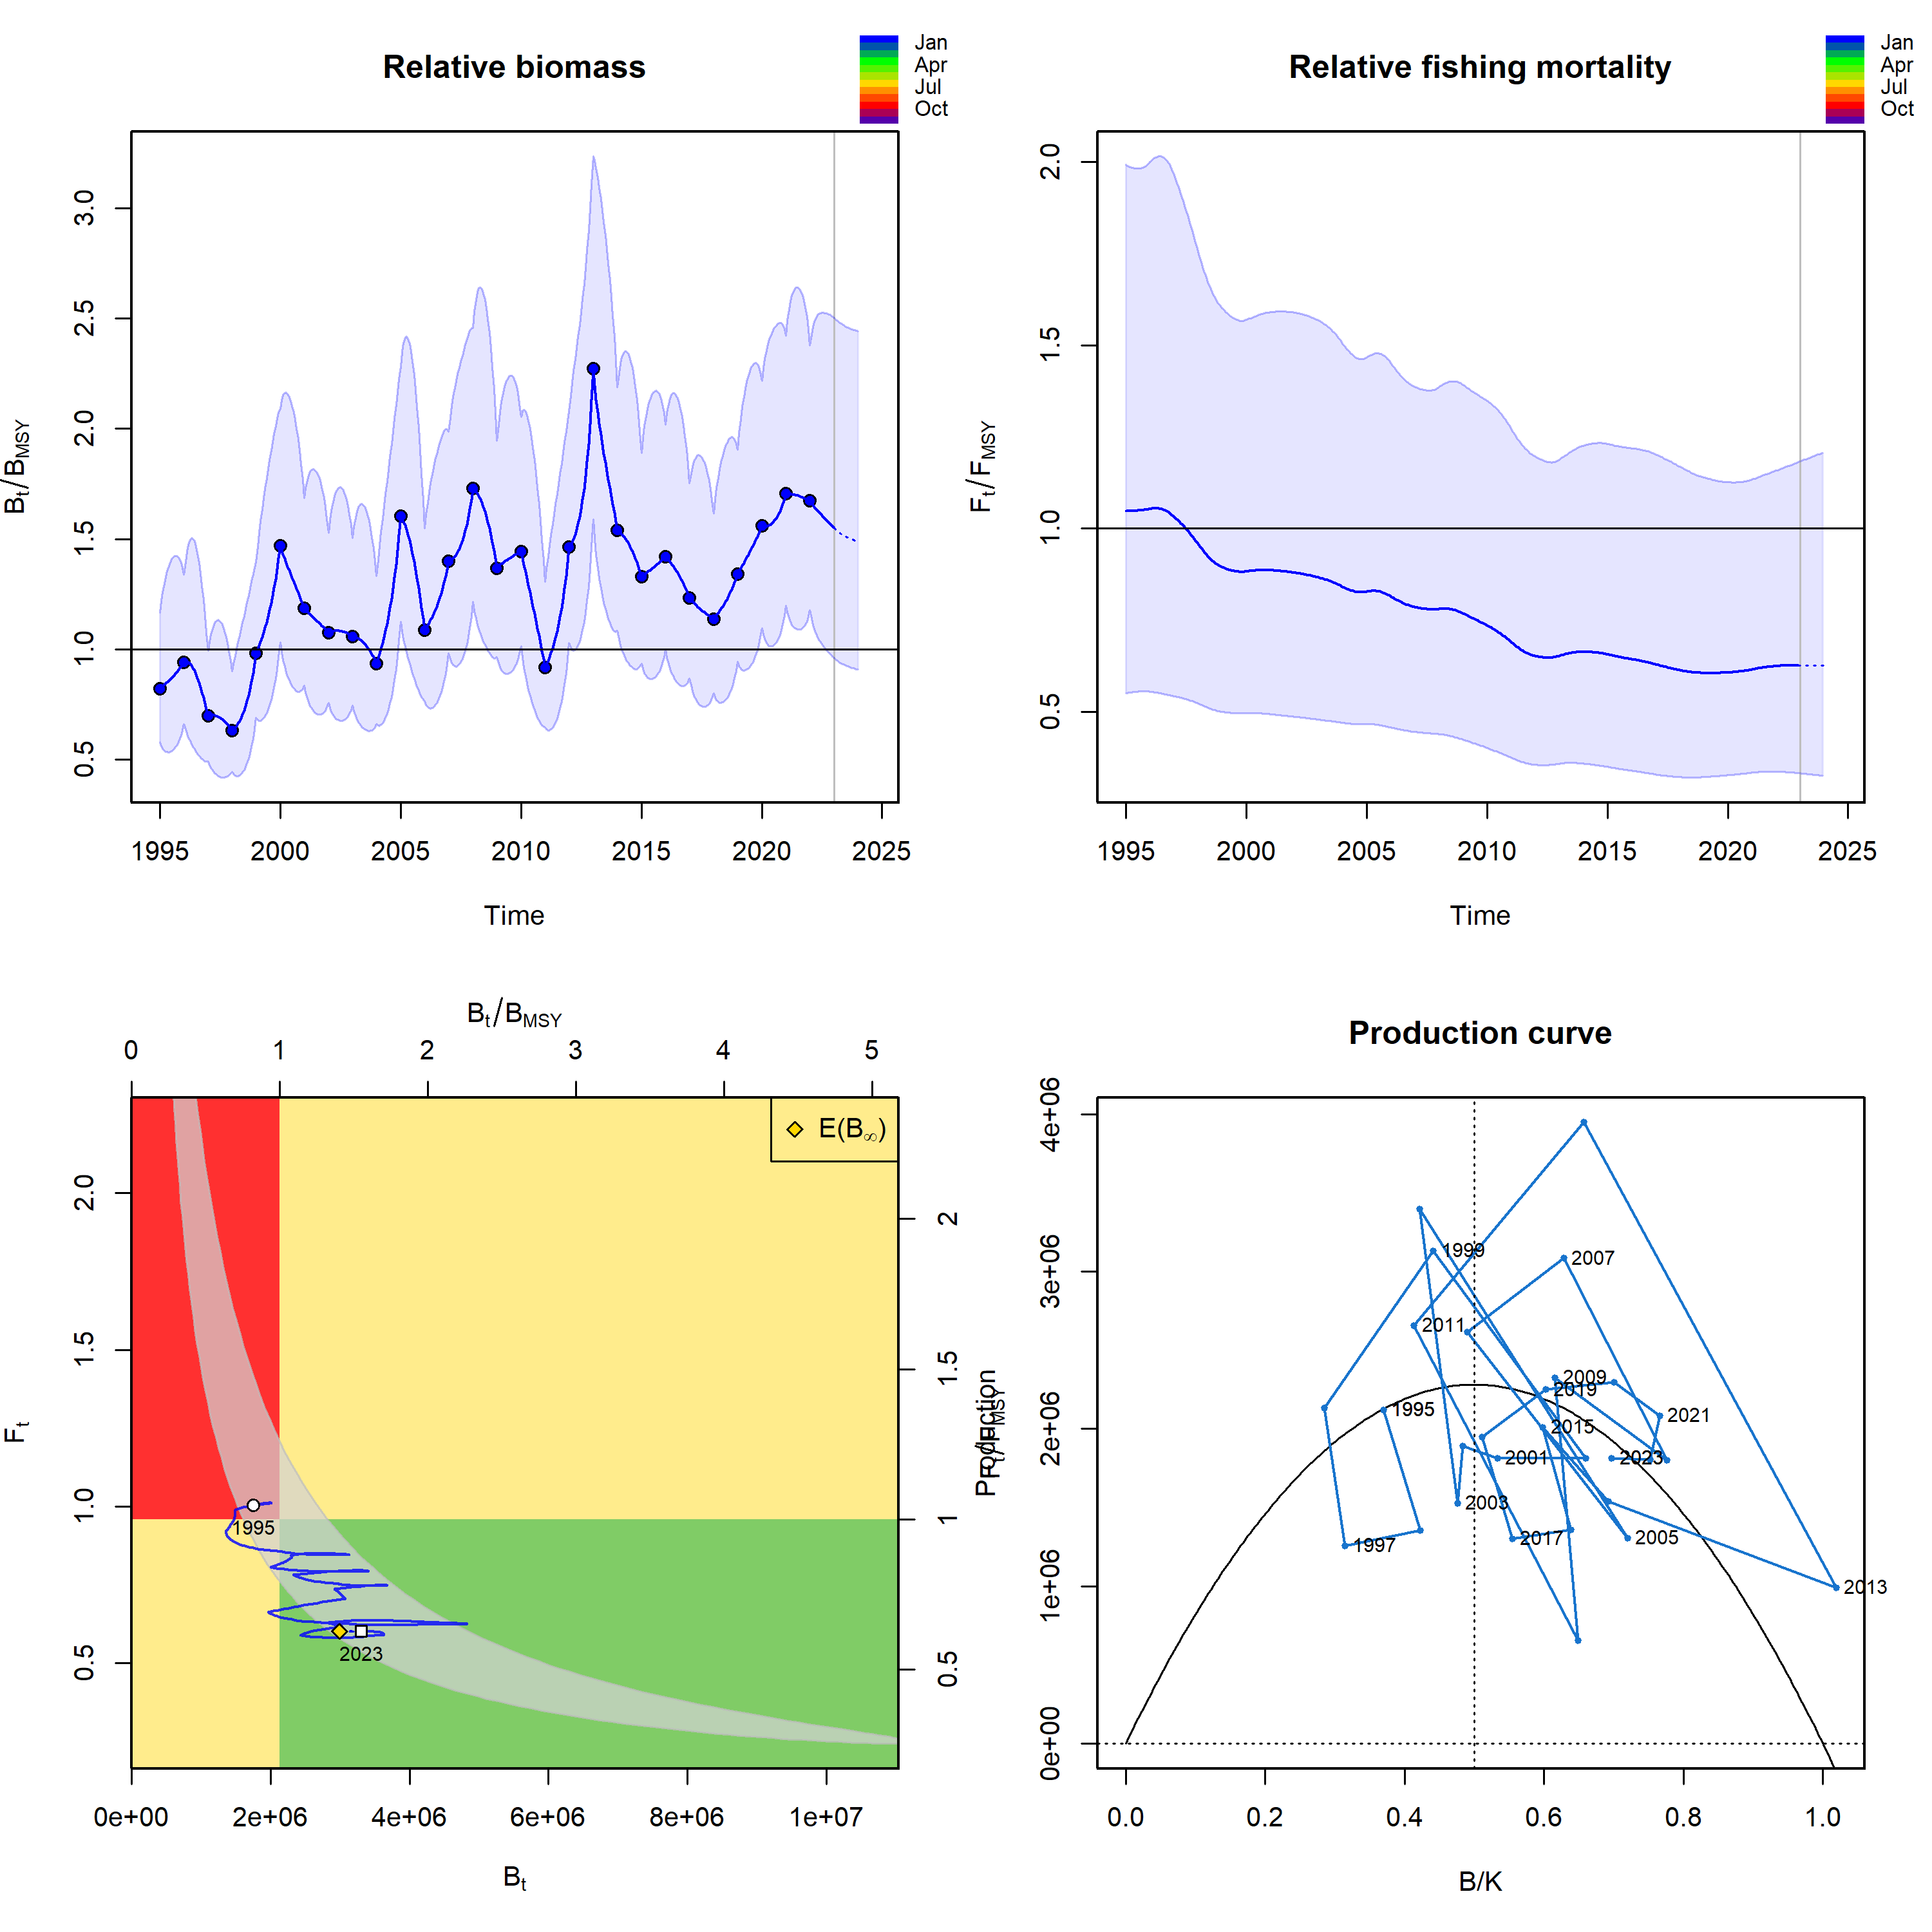 Relative biomass
Jan
Apr
Jul
Oct
3.0
2.5
2.0
1.5
1.0
0.5
Bt/BMSY
1995 2000 2005 2010 2015 2020 2025
Time
Relative fishing mortality
Jan
Apr
Jul
Oct
2.0
1.5
1.0
0.5
Ft/FMSY
1995 2000 2005 2010 2015 2020 2025
Time
Bt/BMSY
0 1 2 3 4 5
E(B∞)
2.0
1.5
1.0
0.5
Ft
2
1.5
1
0.5
Ft/FMSY
1995
2023
0e+00 2e+06 4e+06 6e+06 8e+06 1e+07
Bt
Production curve
4e+06
3e+06
2e+06
1e+06
0e+00
Production
1999
2007
2011
2009
2019
1995
2021
2015
2001
2023
2003
2017
2005
1997
2013
0.0 0.2 0.4 0.6 0.8 1.0
B/K